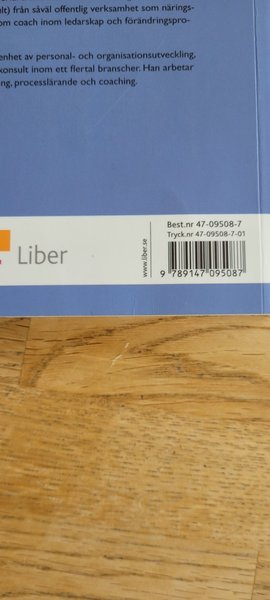 lt) från såväl offentlig verksamhet som närings-
om coach inom ledarskap och förändringspro-
enhet av personal- och organisationsutveckling,
konsult inom ett flertal branscher. Han arbetar
ng, processlärande och coaching.
Best.nr 47-09508-7
Tryck.nr 47-09508-7-01
Liber
www.liber.se
9 789147 095087